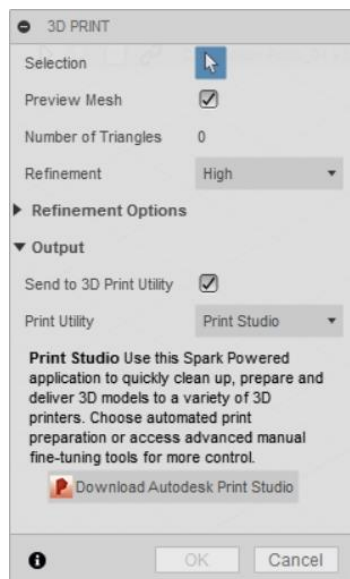 3D PRINT
Selection
Preview Mesh
Number of Triangles 0
Refinement High
Refinement Options
Output
Send to 3D Print Utility
Print Utility Print Studio
Print Studio Use this Spark Powered
application to quickly clean up, prepare and
deliver 3D models to a variety of 3D
printers. Choose automated print
preparation or access advanced manual
fine-tuning tools for more control.
Download Autodesk Print Studio
OK Cancel